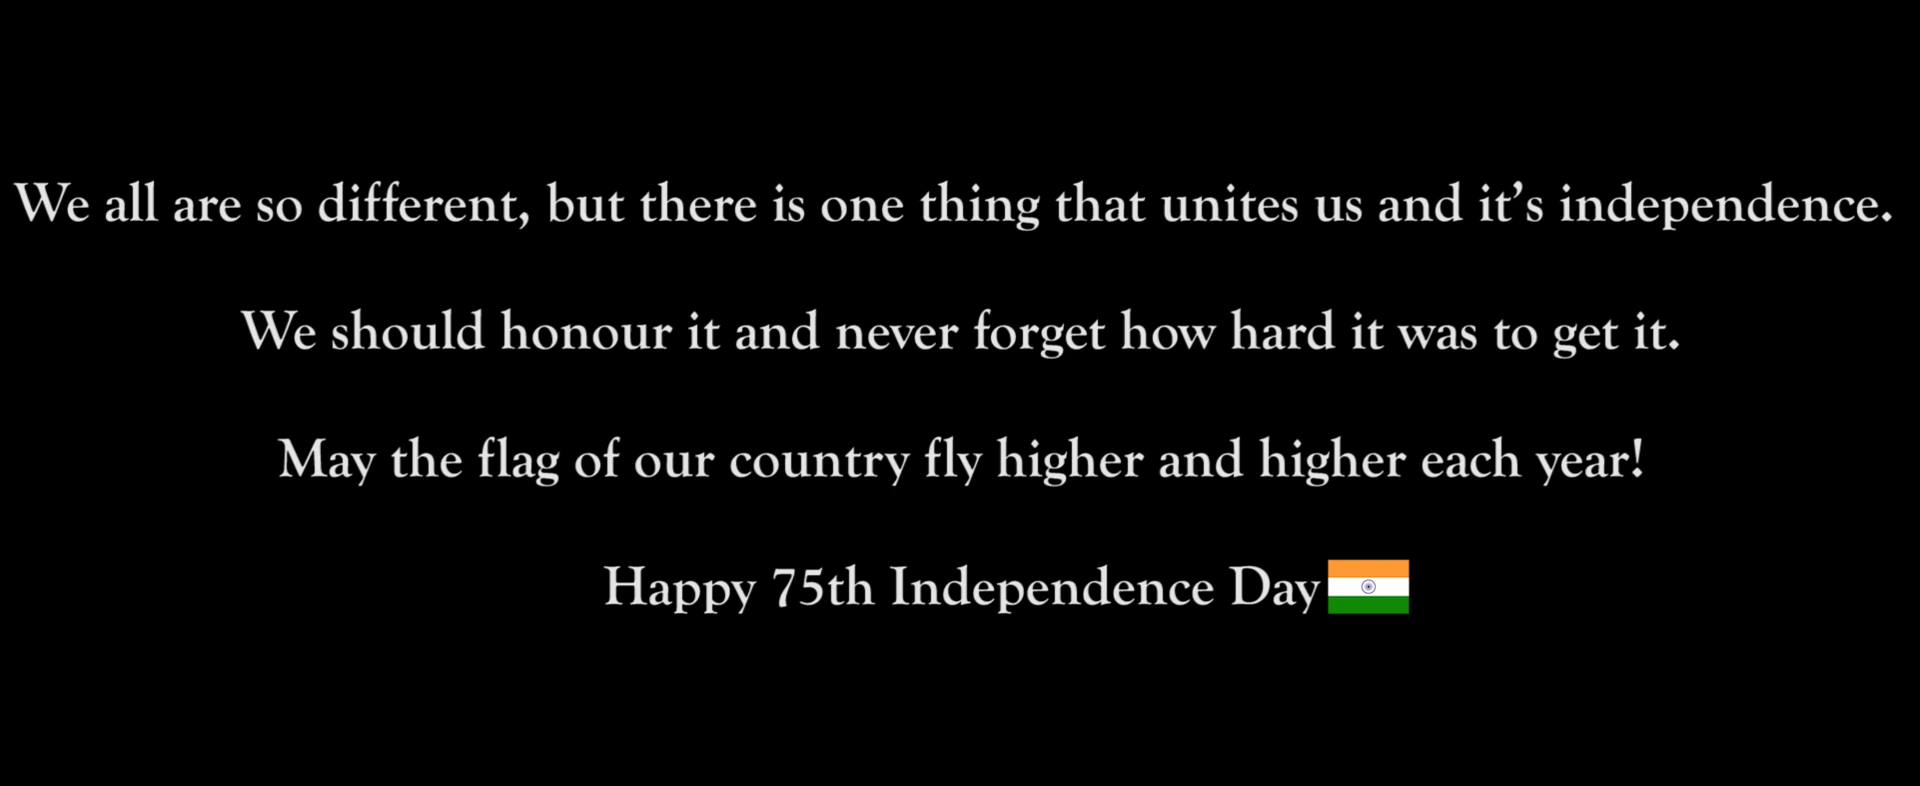 We all are so different, but there is one thing that unites us and it’s independence.
We should honour it and never forget how hard it was to get it.
May the flag of our country fly higher and higher each year!
Happy 75th Independence Day